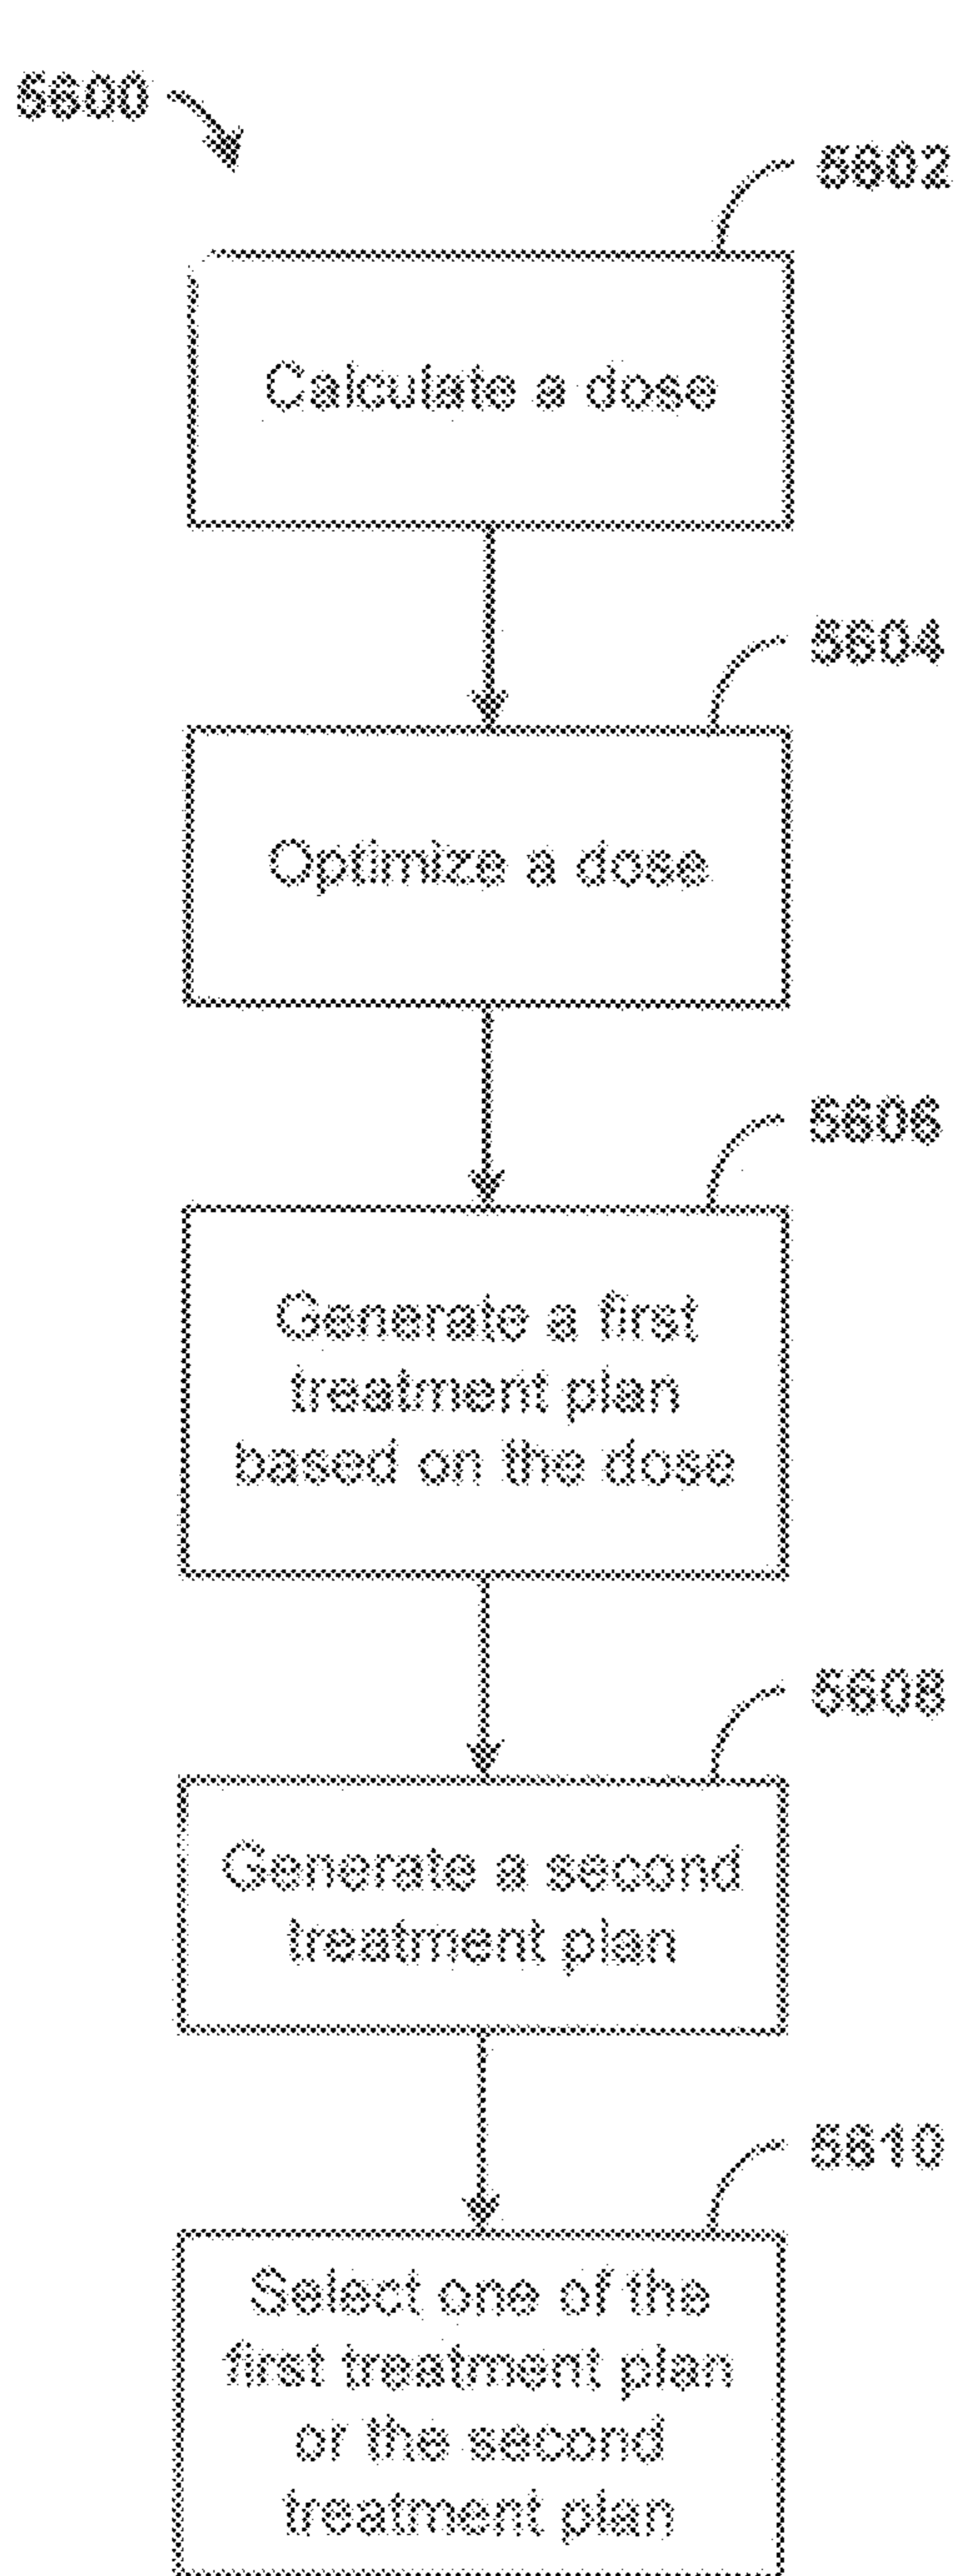 5600
5602
Calculate a dose
5604
Optimize a dose
5606
Generate a first
treatment plan
based on the dose
5608
Generate a second
treatment plan
5610
Select one of the
first treatment plan
or the second
treatment plan